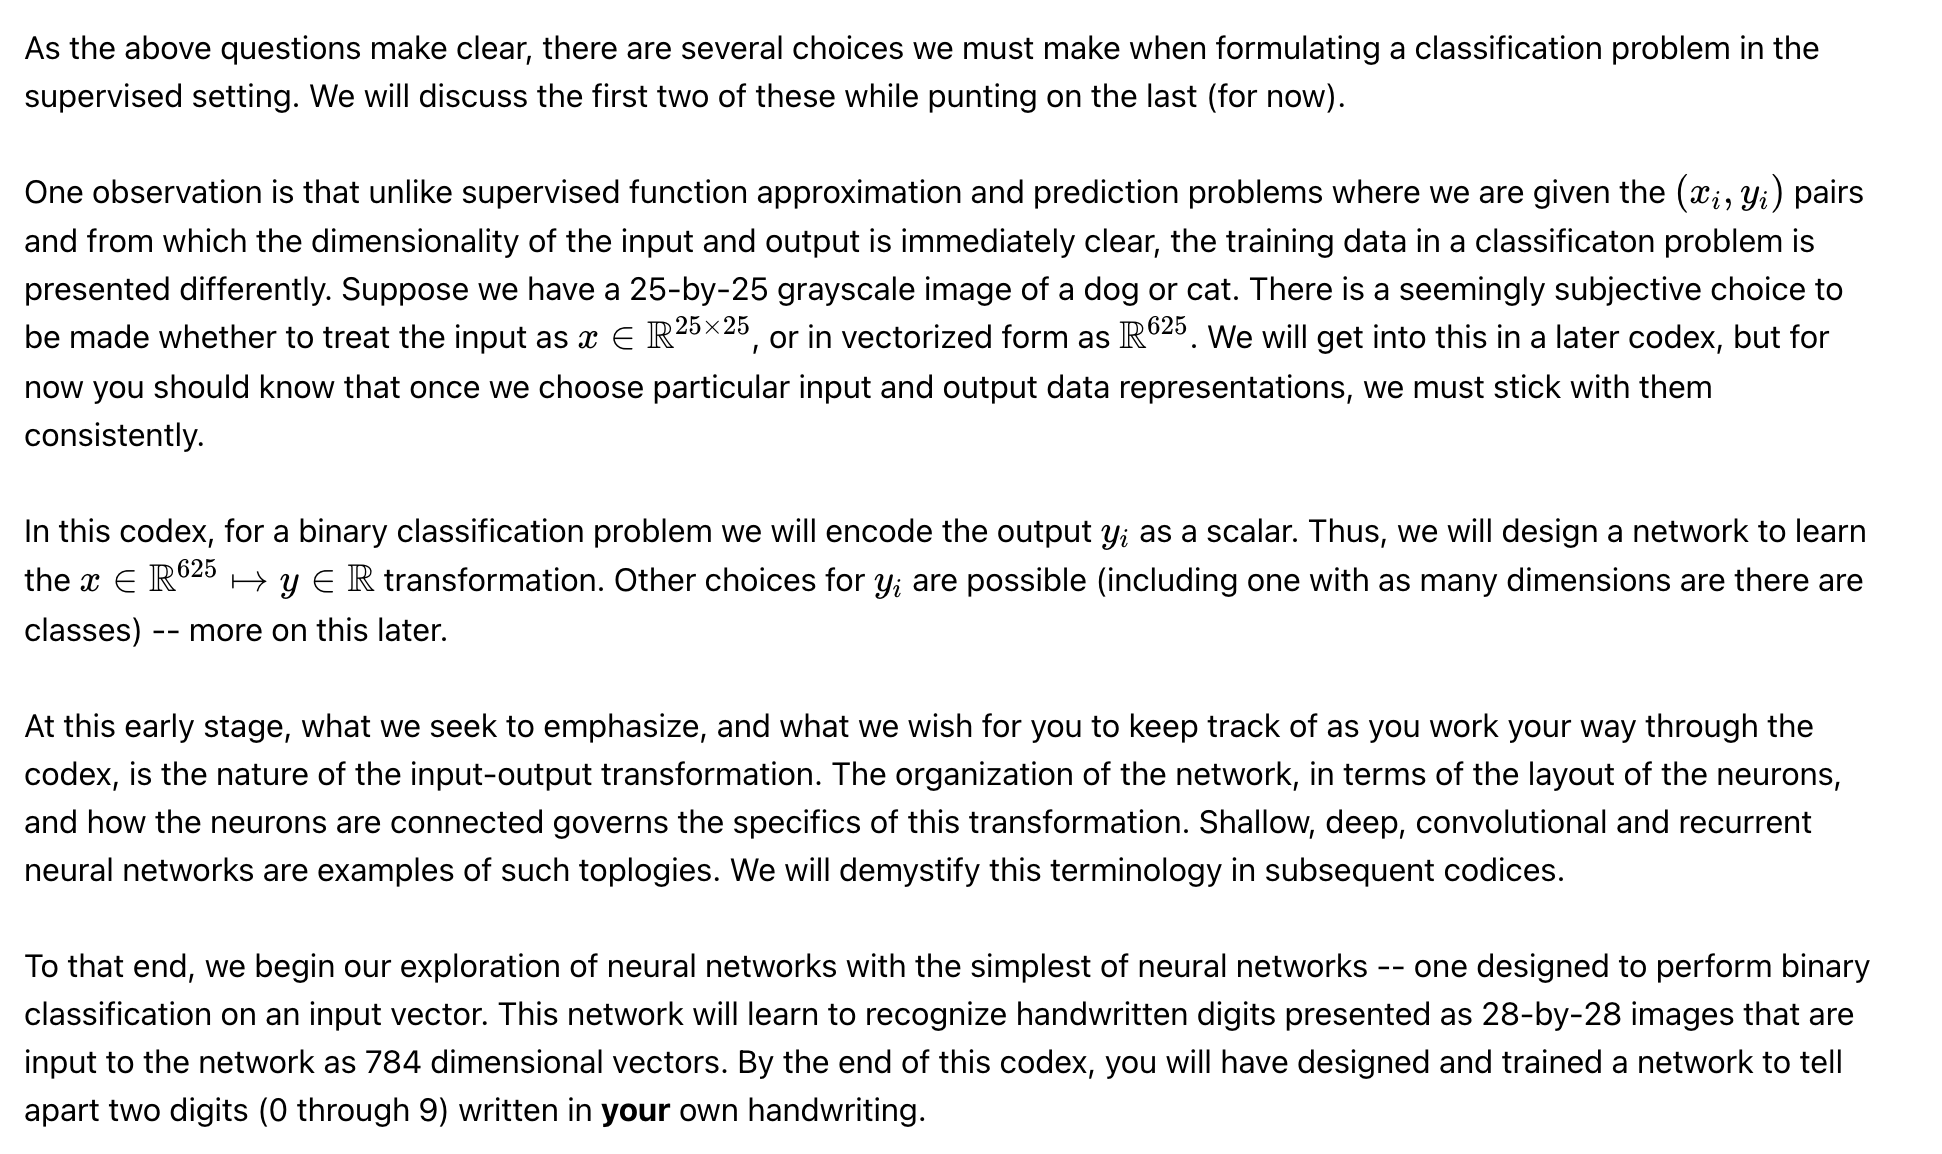 As the above questions make clear, there are several choices we must make when formulating a classification problem in the
supervised setting. We will discuss the first two of these while punting on the last (for now).
One observation is that unlike supervised function approximation and prediction problems where we are given the $(x_i, y_i)$ pairs
and from which the dimensionality of the input and output is immediately clear, the training data in a classificaton problem is
presented differently. Suppose we have a 25-by-25 grayscale image of a dog or cat. There is a seemingly subjective choice to
be made whether to treat the input as $x \in \mathbb{R}^{25 \times 25}$, or in vectorized form as $\mathbb{R}^{625}$. We will get into this in a later codex, but for
now you should know that once we choose particular input and output data representations, we must stick with them
consistently.
In this codex, for a binary classification problem we will encode the output $y_i$ as a scalar. Thus, we will design a network to learn
the $x \in \mathbb{R}^{625} \mapsto y \in \mathbb{R}$ transformation. Other choices for $y_i$ are possible (including one with as many dimensions are there are
classes) -- more on this later.
At this early stage, what we seek to emphasize, and what we wish for you to keep track of as you work your way through the
codex, is the nature of the input-output transformation. The organization of the network, in terms of the layout of the neurons,
and how the neurons are connected governs the specifics of this transformation. Shallow, deep, convolutional and recurrent
neural networks are examples of such toplogies. We will demystify this terminology in subsequent codices.
To that end, we begin our exploration of neural networks with the simplest of neural networks -- one designed to perform binary
classification on an input vector. This network will learn to recognize handwritten digits presented as 28-by-28 images that are
input to the network as 784 dimensional vectors. By the end of this codex, you will have designed and trained a network to tell
apart two digits (0 through 9) written in your own handwriting.